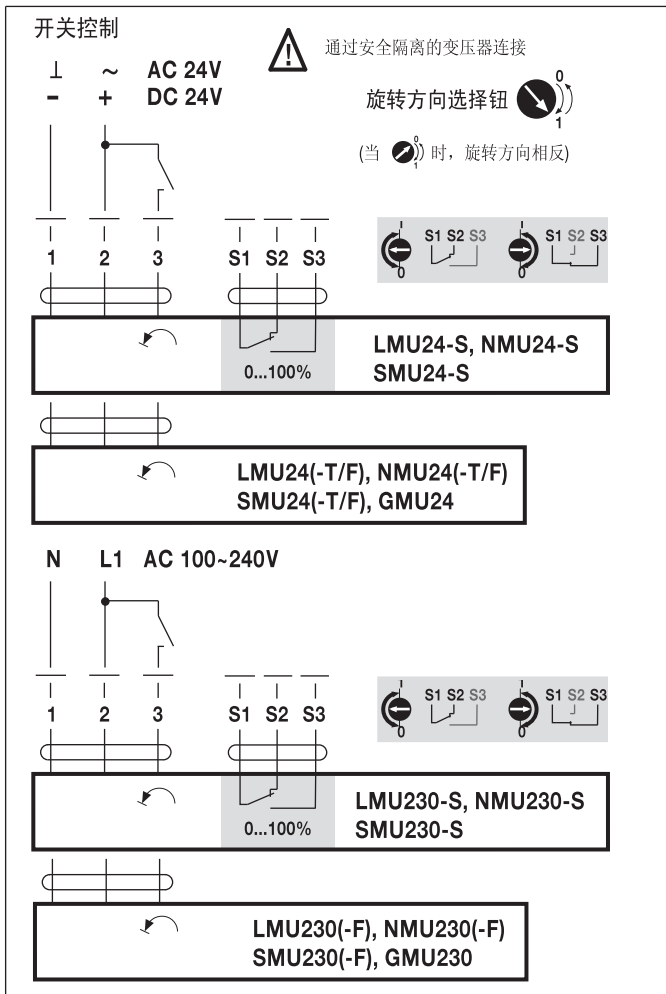 开关控制
通过安全隔离的变压器连接
⊥ ~ AC 24V
- + DC 24V
旋转方向选择钮 0 1
(当 0 1 时，旋转方向相反)
1 2 3 S1 S2 S3
I 0 S1 S2 S3 I 0 S1 S2 S3
0...100%
LMU24-S, NMU24-S
SMU24-S
LMU24(-T/F), NMU24(-T/F)
SMU24(-T/F), GMU24
N L1 AC 100~240V
1 2 3 S1 S2 S3
I 0 S1 S2 S3 I 0 S1 S2 S3
0...100%
LMU230-S, NMU230-S
SMU230-S
LMU230(-F), NMU230(-F)
SMU230(-F), GMU230